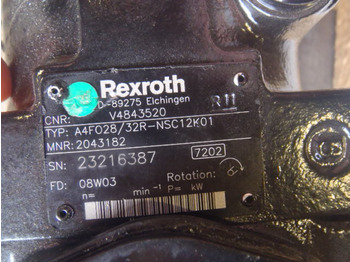 Rexroth
D-89275 Elchingen
R11
CNR: V4843520
TYP: A4FO28/32R-NSC12K01
MNR: 2043182
SN: 23216387 7202
FD: 08W03 Rotation:
n= min⁻¹ P= kW